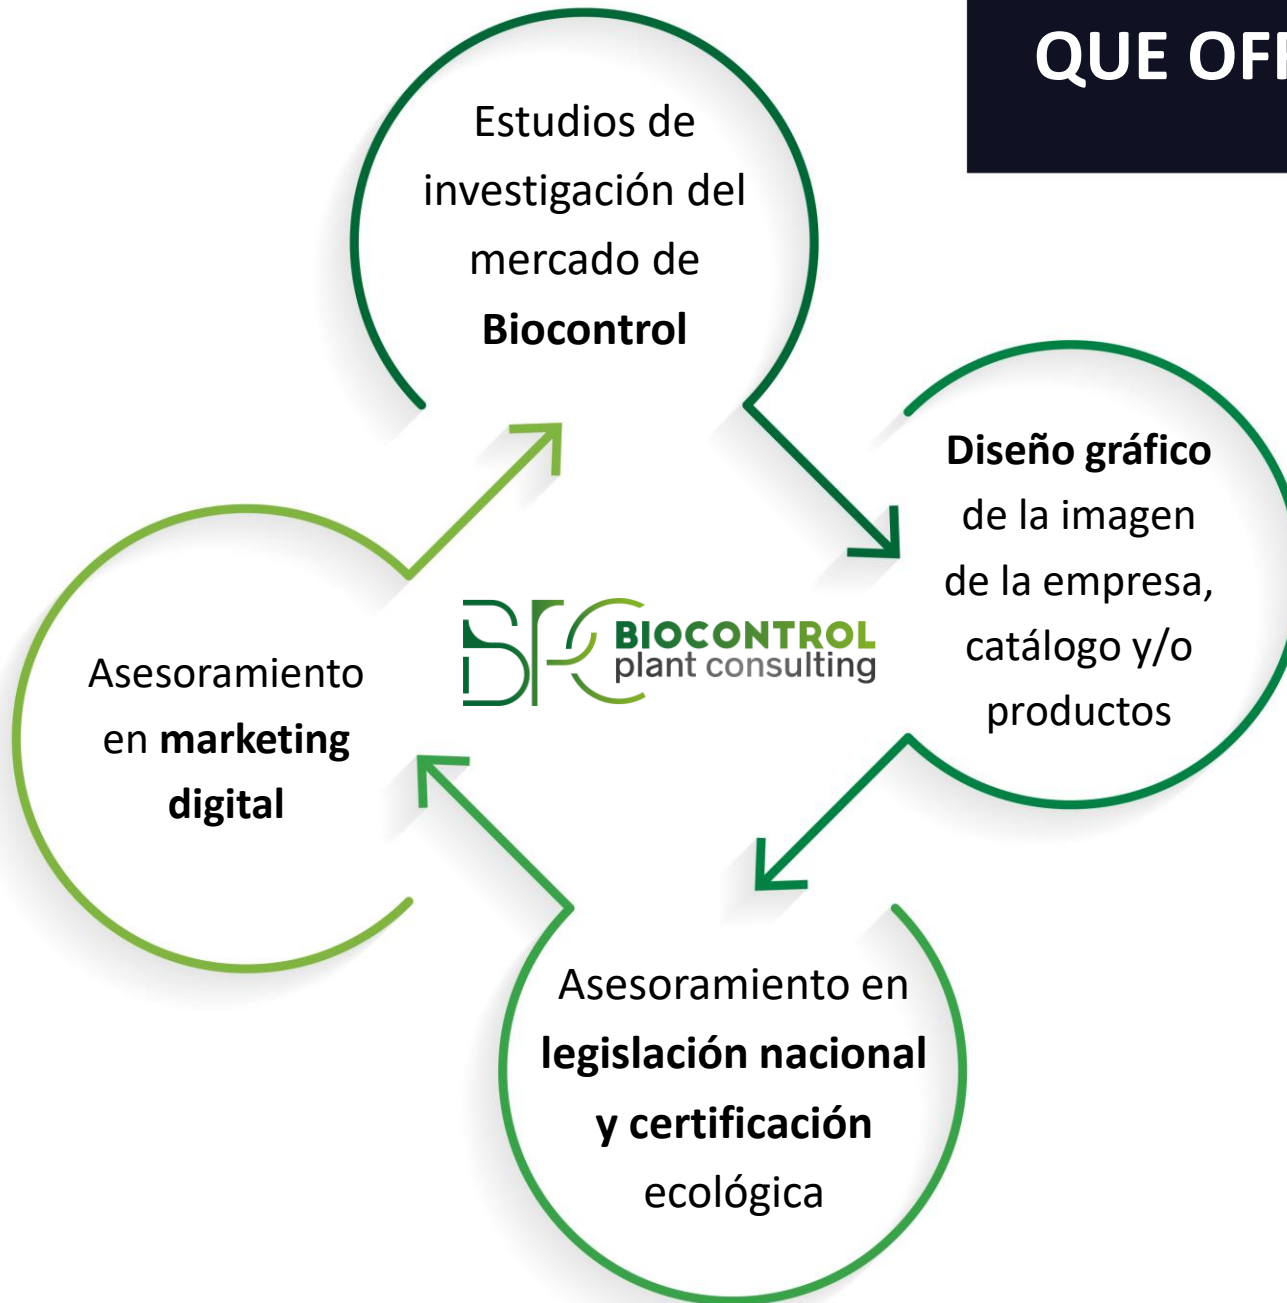 QUE OF
Estudios de
investigación del
mercado de
Biocontrol
Diseño gráfico
de la imagen
de la empresa,
catálogo y/o
productos
BPC BIOCONTROL
plant consulting
Asesoramiento
en marketing
digital
Asesoramiento en
legislación nacional
y certificación
ecológica